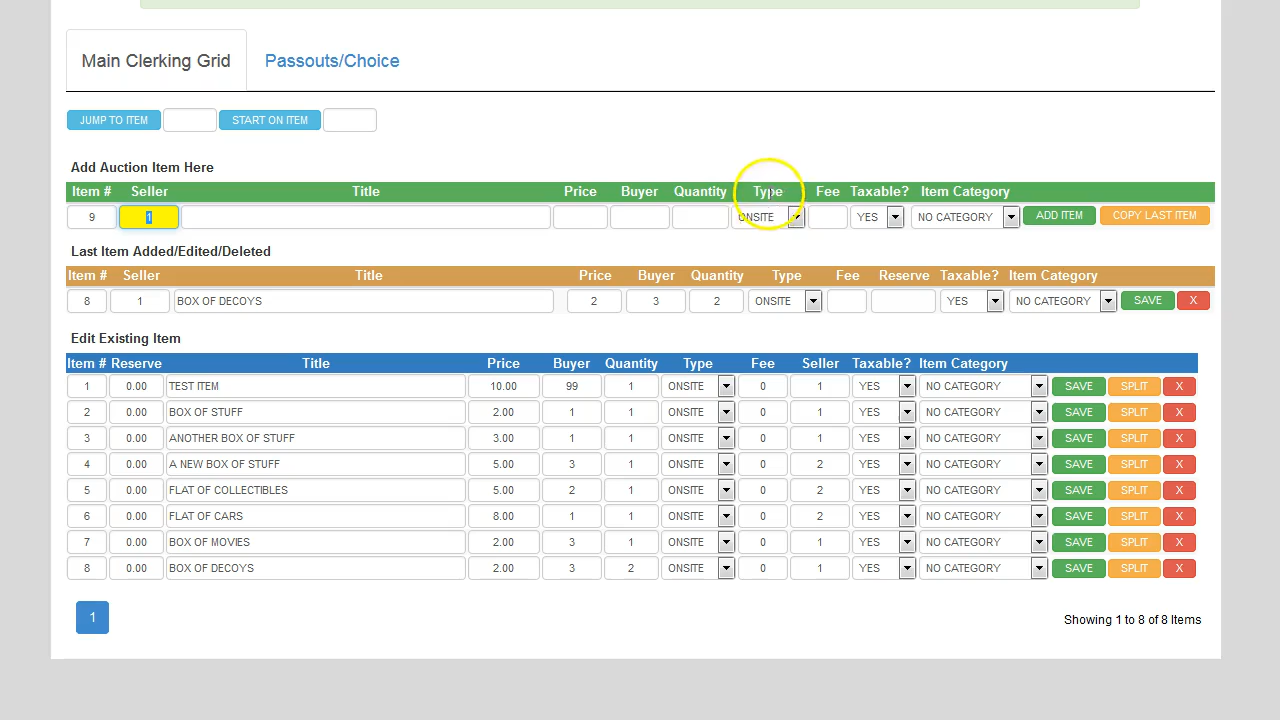 Main Clerking Grid Passouts/Choice
JUMP TO ITEM START ON ITEM
Add Auction Item Here
Item # Seller Title Price Buyer Quantity Type Fee Taxable? Item Category
9 1 ONSITE YES NO CATEGORY ADD ITEM COPY LAST ITEM
Last Item Added/Edited/Deleted
Item # Seller Title Price Buyer Quantity Type Fee Reserve Taxable? Item Category
8 1 BOX OF DECOYS 2 3 2 ONSITE YES NO CATEGORY SAVE X
Edit Existing Item
Item # Reserve Title Price Buyer Quantity Type Fee Seller Taxable? Item Category
1 0.00 TEST ITEM 10.00 99 1 ONSITE 0 1 YES NO CATEGORY SAVE SPLIT X
2 0.00 BOX OF STUFF 2.00 1 1 ONSITE 0 1 YES NO CATEGORY SAVE SPLIT X
3 0.00 ANOTHER BOX OF STUFF 3.00 1 1 ONSITE 0 1 YES NO CATEGORY SAVE SPLIT X
4 0.00 A NEW BOX OF STUFF 5.00 3 1 ONSITE 0 2 YES NO CATEGORY SAVE SPLIT X
5 0.00 FLAT OF COLLECTIBLES 5.00 2 1 ONSITE 0 2 YES NO CATEGORY SAVE SPLIT X
6 0.00 FLAT OF CARS 8.00 1 1 ONSITE 0 2 YES NO CATEGORY SAVE SPLIT X
7 0.00 BOX OF MOVIES 2.00 3 1 ONSITE 0 1 YES NO CATEGORY SAVE SPLIT X
8 0.00 BOX OF DECOYS 2.00 3 2 ONSITE 0 1 YES NO CATEGORY SAVE SPLIT X
1 Showing 1 to 8 of 8 Items